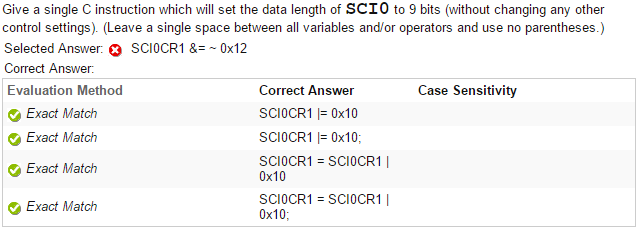 Give a single C instruction which will set the data length of SCI0 to 9 bits (without changing any other
control settings). (Leave a single space between all variables and/or operators and use no parentheses.)
Selected Answer: SCI0CR1 &= ~ 0x12
Correct Answer:
Evaluation Method Correct Answer Case Sensitivity
Exact Match SCI0CR1 |= 0x10
Exact Match SCI0CR1 |= 0x10;
Exact Match SCI0CR1 = SCI0CR1 |
0x10
Exact Match SCI0CR1 = SCI0CR1 |
0x10;